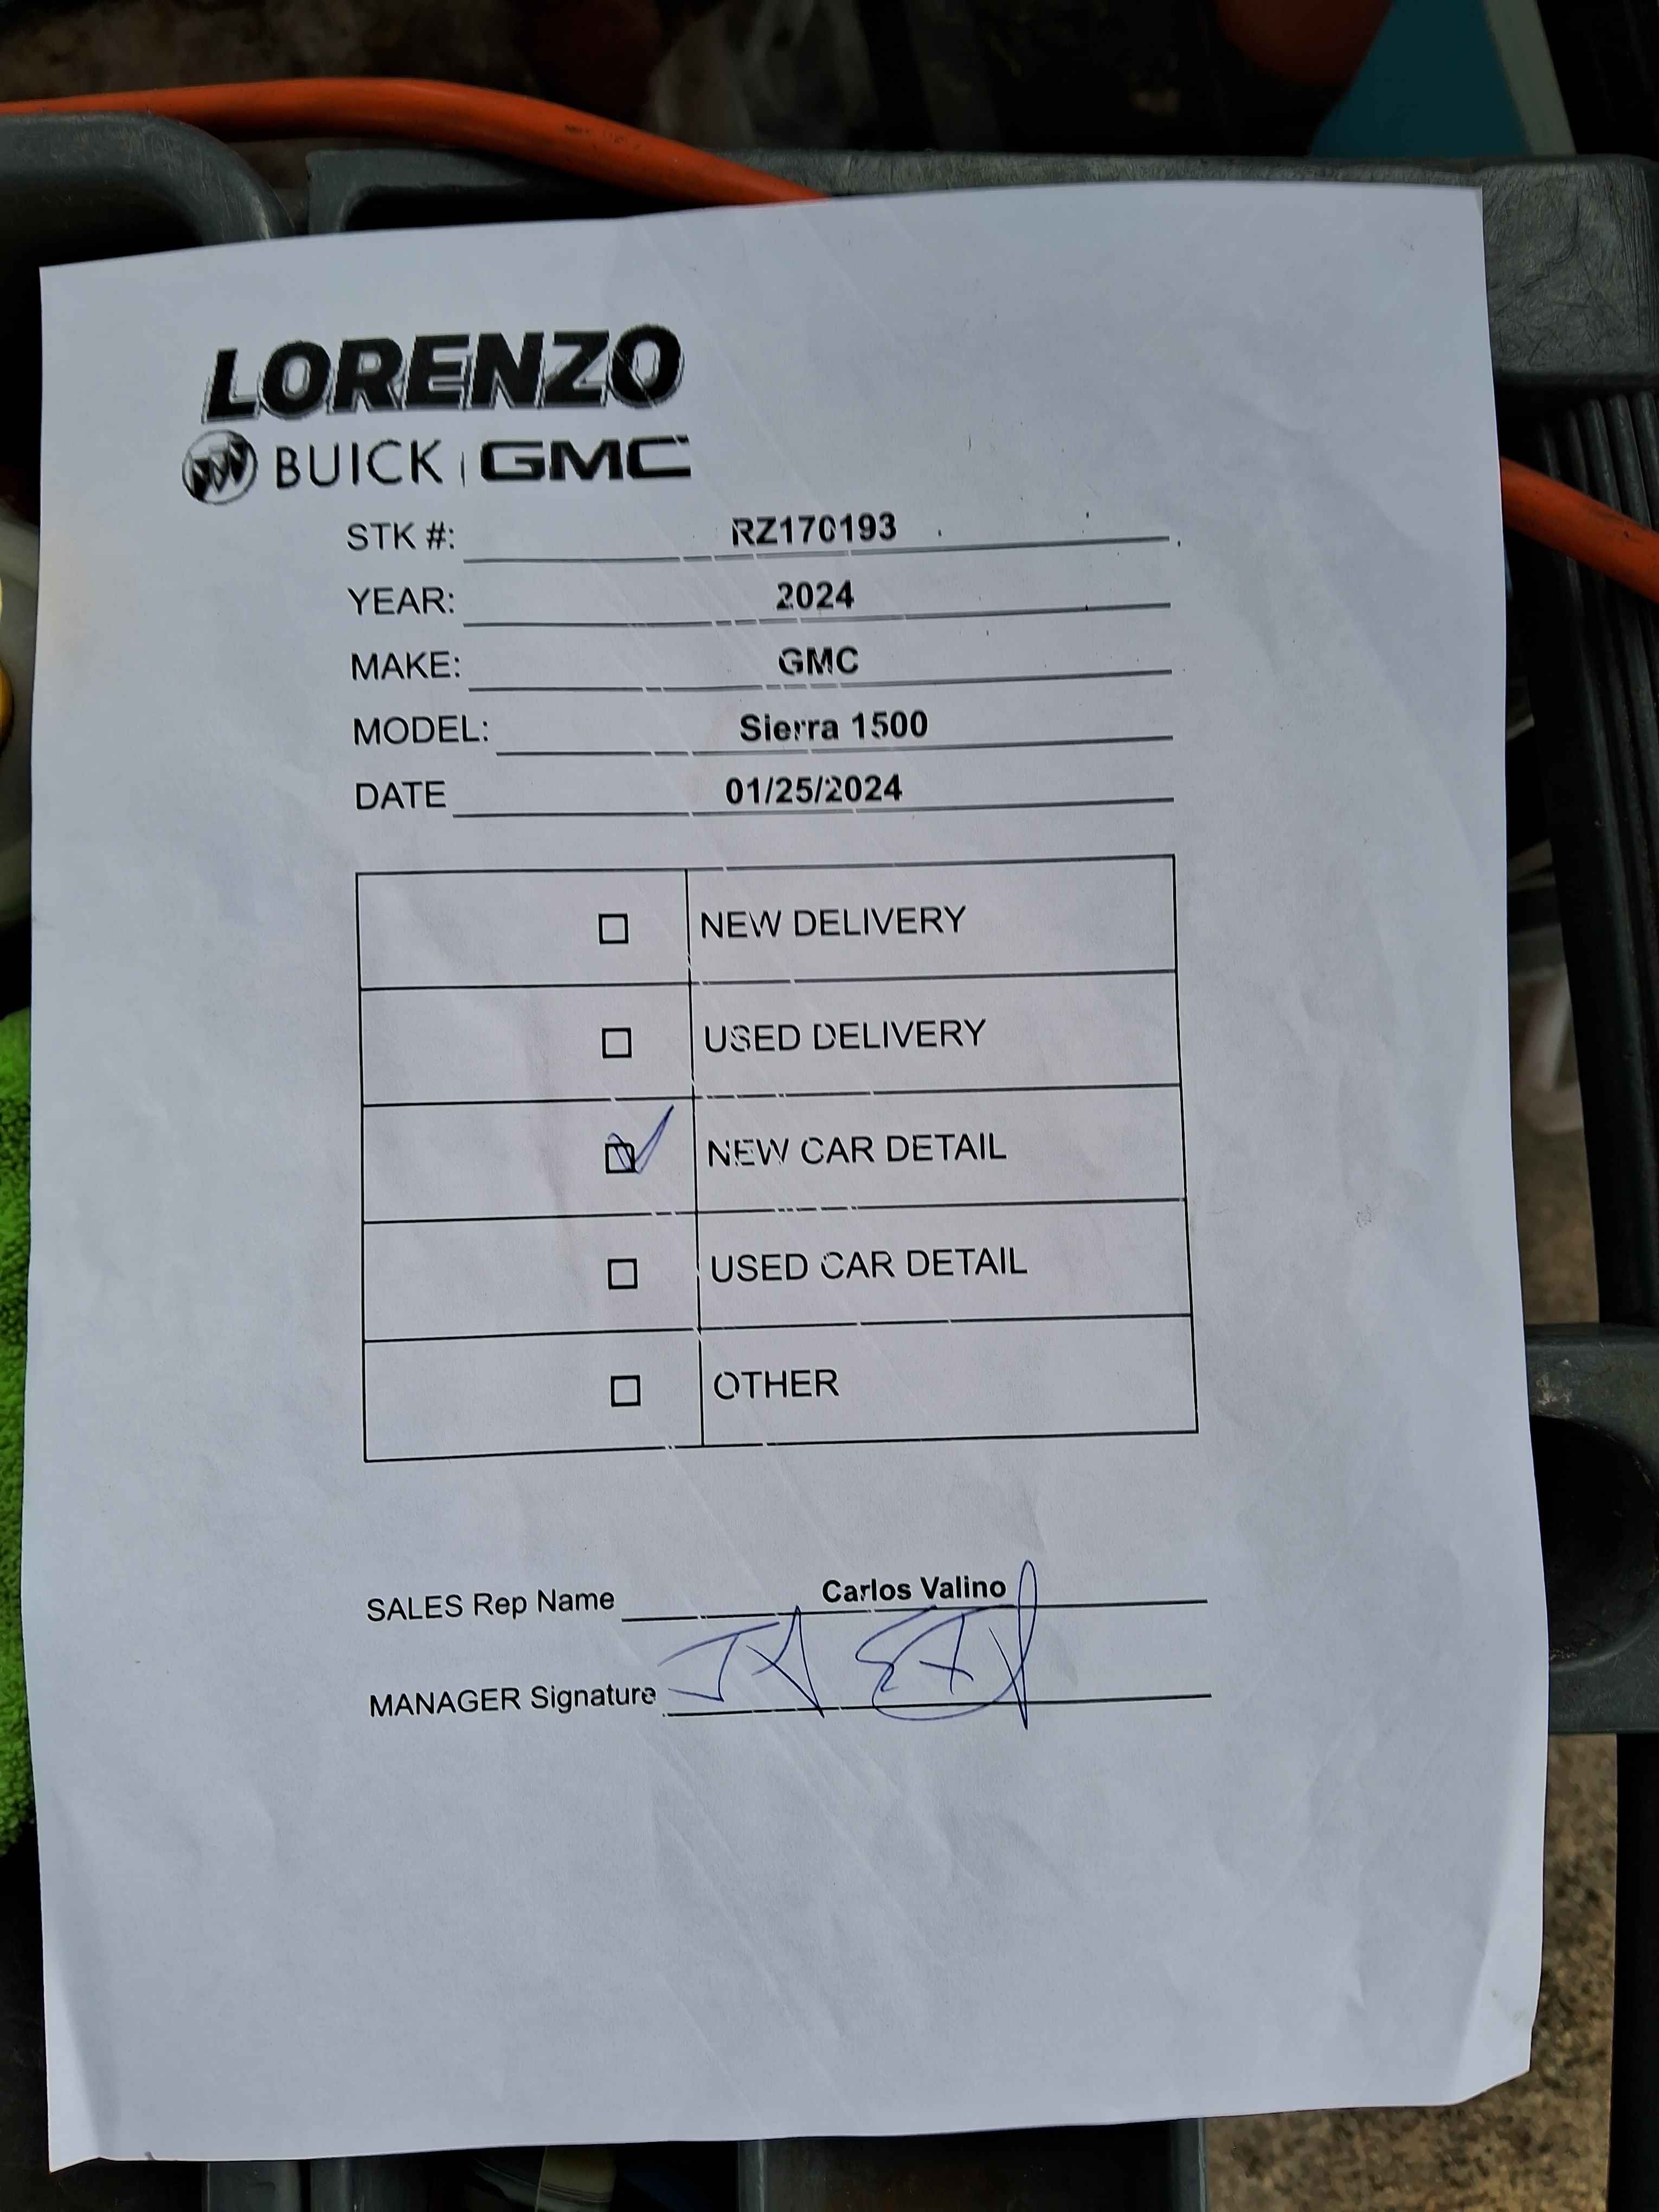 LORENZO
BUICK | GMC
STK #: RZ170193
YEAR: 2024
MAKE: GMC
MODEL: Sierra 1500
DATE 01/25/2024
NEW DELIVERY
USED DELIVERY
NEW CAR DETAIL
USED CAR DETAIL
OTHER
SALES Rep Name Carlos Valino
MANAGER Signature